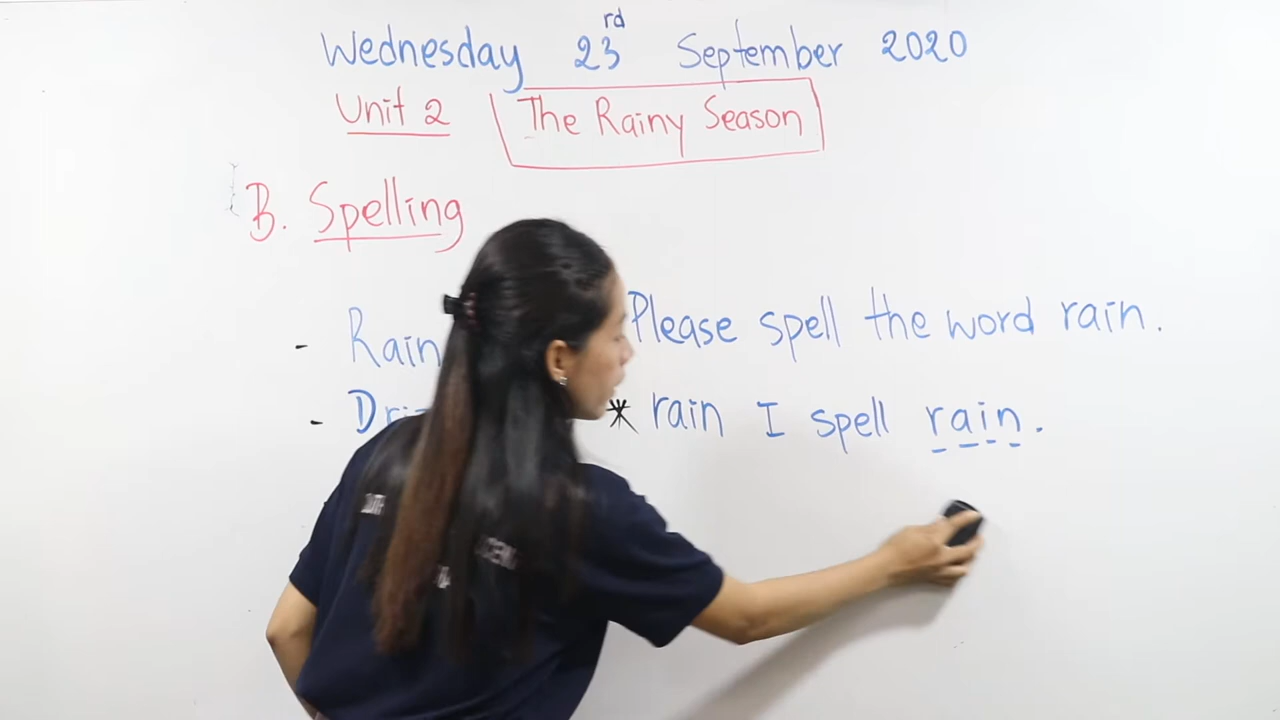 Wednesday 23rd September 2020
Unit 2 The Rainy Season
B. Spelling
- Rain Please spell the word rain.
- * rain I spell rain.